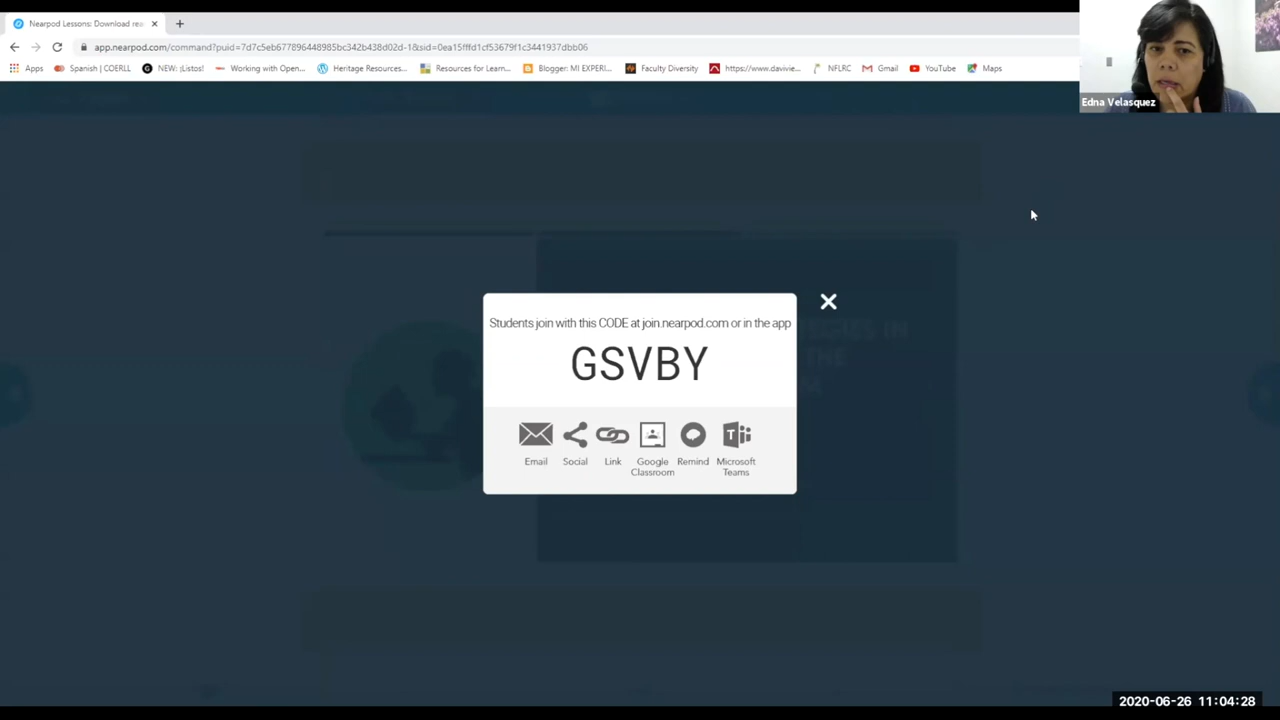 Nearpod Lessons: Download rea
app.nearpod.com/command?puid=7d7c5eb677896448985bc342b438d02d-1&sid=0ea15fffd1cf53679f1c3441937dbb06
Apps Spanish | COERLL NEW: ¡Listos! Working with Open... Heritage Resources... Resources for Learn... Blogger: MI EXPERI... Faculty Diversity https://www.davivie... NFLRC Gmail YouTube Maps
Edna Velasquez
Students join with this CODE at join.nearpod.com or in the app
GSVBY
Email Social Link Google Classroom Remind Microsoft Teams
2020-06-26 11:04:28